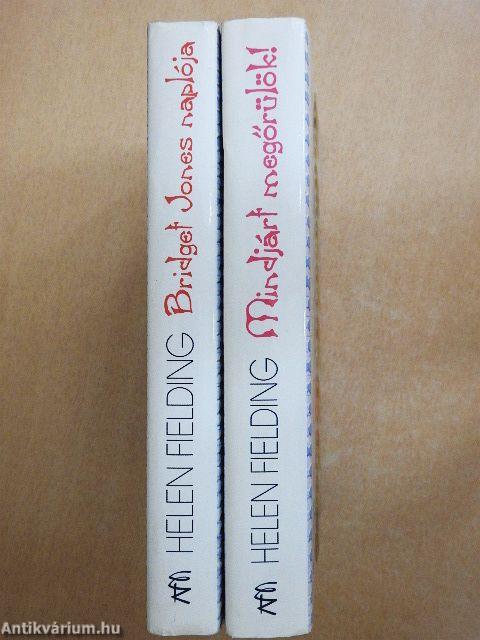 HELEN FIELDING Bridget Jones naplója
HELEN FIELDING Mindjárt megőrülök!
Antikvárium.hu